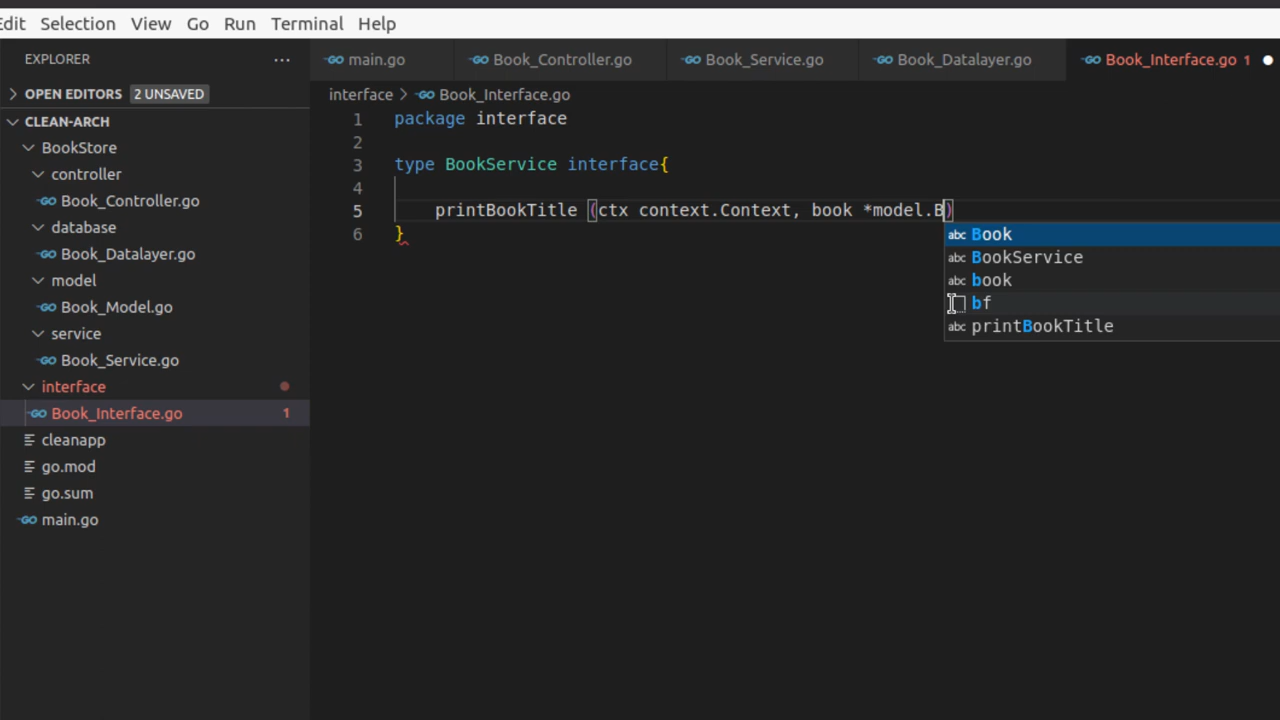 Edit Selection View Go Run Terminal Help
EXPLORER ...
main.go Book_Controller.go Book_Service.go Book_Datalayer.go Book_Interface.go 1
OPEN EDITORS 2 UNSAVED
interface > Book_Interface.go
CLEAN-ARCH
BookStore
controller
Book_Controller.go
database
Book_Datalayer.go
model
Book_Model.go
service
Book_Service.go
interface
Book_Interface.go 1
cleanapp
go.mod
go.sum
main.go
1 package interface
2
3 type BookService interface{
4
5 printBookTitle (ctx context.Context, book *model.B)
6 }
abc Book
abc BookService
abc book
bf
abc printBookTitle